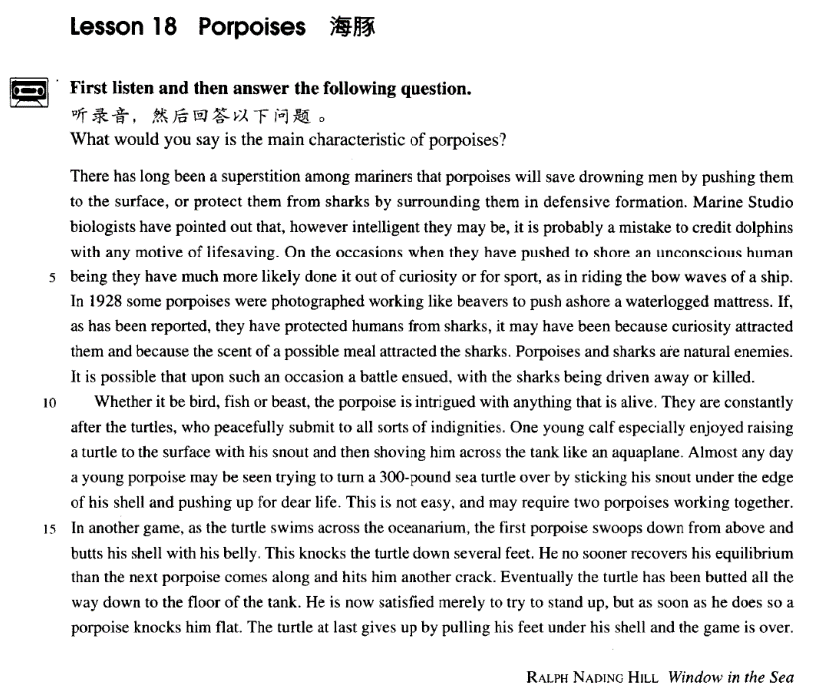 Lesson 18 Porpoises 海豚
First listen and then answer the following question.
听录音，然后回答以下问题。
What would you say is the main characteristic of porpoises?
There has long been a superstition among mariners that porpoises will save drowning men by pushing them
to the surface, or protect them from sharks by surrounding them in defensive formation. Marine Studio
biologists have pointed out that, however intelligent they may be, it is probably a mistake to credit dolphins
with any motive of lifesaving. On the occasions when they have pushed to shore an unconscious human
5 being they have much more likely done it out of curiosity or for sport, as in riding the bow waves of a ship.
In 1928 some porpoises were photographed working like beavers to push ashore a waterlogged mattress. If,
as has been reported, they have protected humans from sharks, it may have been because curiosity attracted
them and because the scent of a possible meal attracted the sharks. Porpoises and sharks are natural enemies.
It is possible that upon such an occasion a battle ensued, with the sharks being driven away or killed.
10 Whether it be bird, fish or beast, the porpoise is intrigued with anything that is alive. They are constantly
after the turtles, who peacefully submit to all sorts of indignities. One young calf especially enjoyed raising
a turtle to the surface with his snout and then shoving him across the tank like an aquaplane. Almost any day
a young porpoise may be seen trying to turn a 300-pound sea turtle over by sticking his snout under the edge
of his shell and pushing up for dear life. This is not easy, and may require two porpoises working together.
15 In another game, as the turtle swims across the oceanarium, the first porpoise swoops down from above and
butts his shell with his belly. This knocks the turtle down several feet. He no sooner recovers his equilibrium
than the next porpoise comes along and hits him another crack. Eventually the turtle has been butted all the
way down to the floor of the tank. He is now satisfied merely to try to stand up, but as soon as he does so a
porpoise knocks him flat. The turtle at last gives up by pulling his feet under his shell and the game is over.
RALPH NADING HILL Window in the Sea